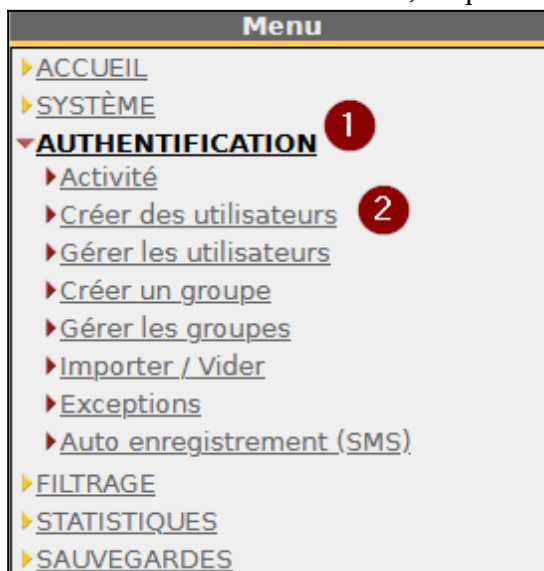 Menu
ACCUEIL
SYSTÈME
AUTHENTIFICATION 1
Activité
Créer des utilisateurs 2
Gérer les utilisateurs
Créer un groupe
Gérer les groupes
Importer / Vider
Exceptions
Auto enregistrement (SMS)
FILTRAGE
STATISTIQUES
SAUVEGARDES